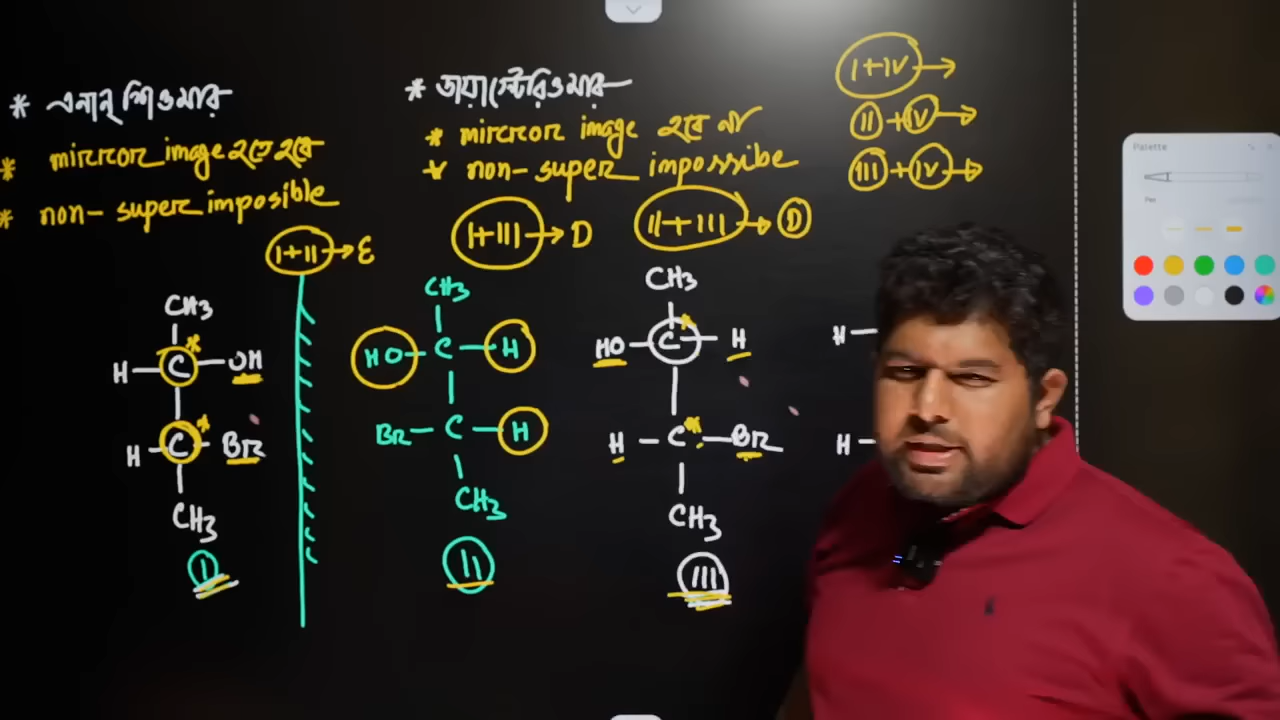 * এনানশিওমার
* mirror image হতে হবে
* non-super imposible
I+II → E
* ডায়াস্টেরিওমার
* mirror image হবে না
* non-super impossibe
I+III → D
II+III → D
I+IV →
II+IV →
III+IV →
CH3
H C* OH
H C* Br
CH3
I
CH3
HO C H
Br C H
CH3
II
CH3
HO C* H
H C* Br
CH3
III
H
H
Palette
Pen